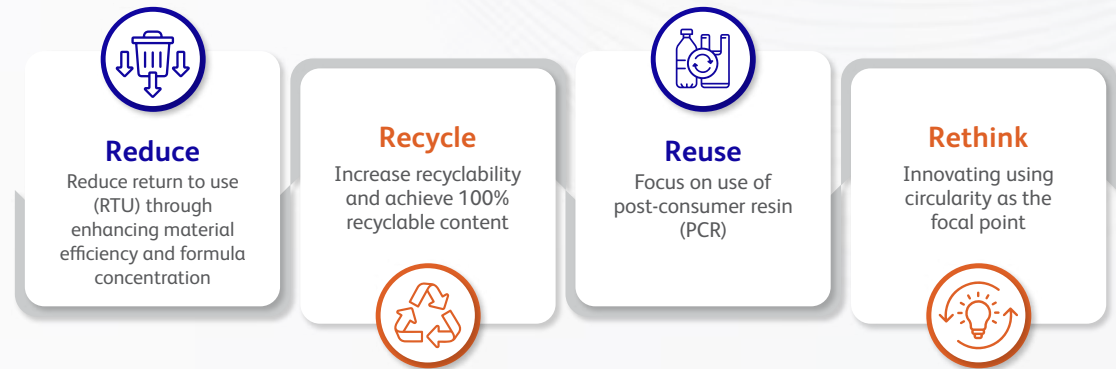 Reduce
Reduce return to use
(RTU) through
enhancing material
efficiency and formula
concentration
Recycle
Increase recyclability
and achieve 100%
recyclable content
Reuse
Focus on use of
post-consumer resin
(PCR)
Rethink
Innovating using
circularity as the
focal point